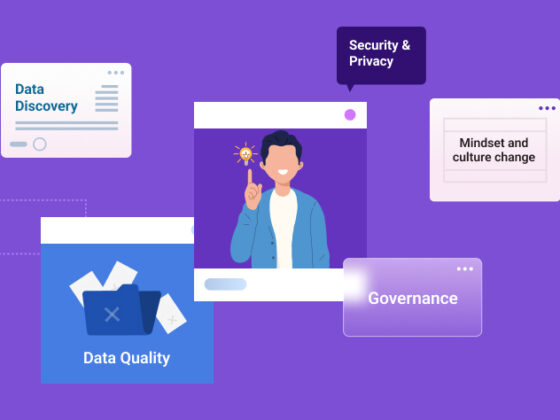 Security &
Privacy
Data
Discovery
Mindset and
culture change
Governance
Data Quality